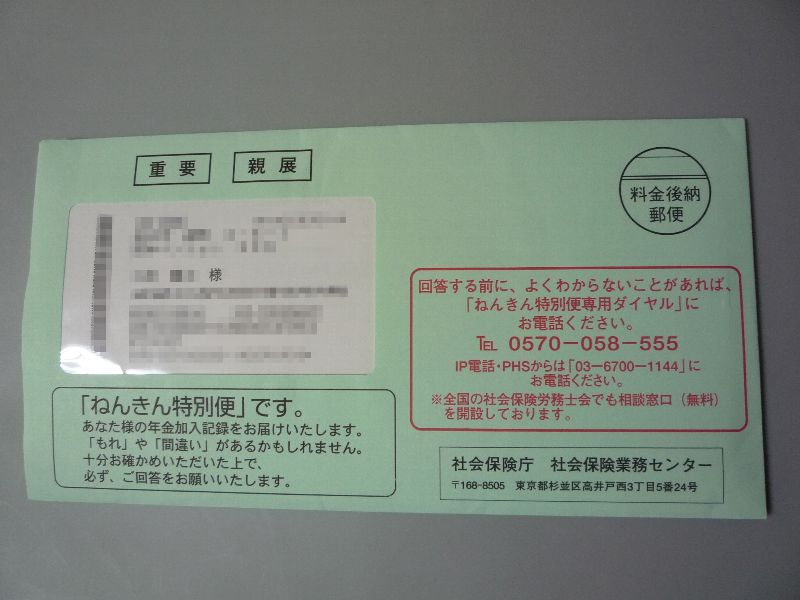 重要
親展
料金後納
郵便
様
回答する前に、よくわからないことがあれば、
「ねんきん特別便専用ダイヤル」に
お電話ください。
TEL 0570-058-555
IP電話・PHSからは「03-6700-1144」に
お電話ください。
※全国の社会保険労務士会でも相談窓口（無料）
を開設しております。
「ねんきん特別便」です。
あなた様の年金加入記録をお届けいたします。
「もれ」や「間違い」があるかもしれません。
十分お確かめいただいた上で、
必ず、ご回答をお願いいたします。
社会保険庁 社会保険業務センター
〒168-8505 東京都杉並区高井戸西3丁目5番24号